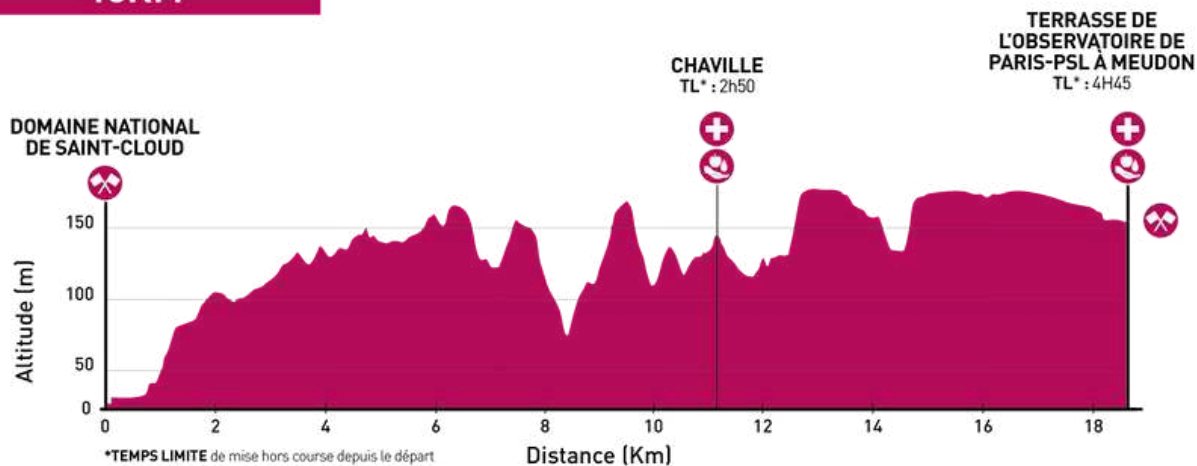 TERRASSE DE
L'OBSERVATOIRE DE
PARIS-PSL À MEUDON
TL* : 4H45
CHAVILLE
TL* : 2h50
DOMAINE NATIONAL
DE SAINT-CLOUD
Altitude (m)
150
100
50
0
0 2 4 6 8 10 12 14 16 18
*TEMPS LIMITE de mise hors course depuis le départ
Distance (Km)